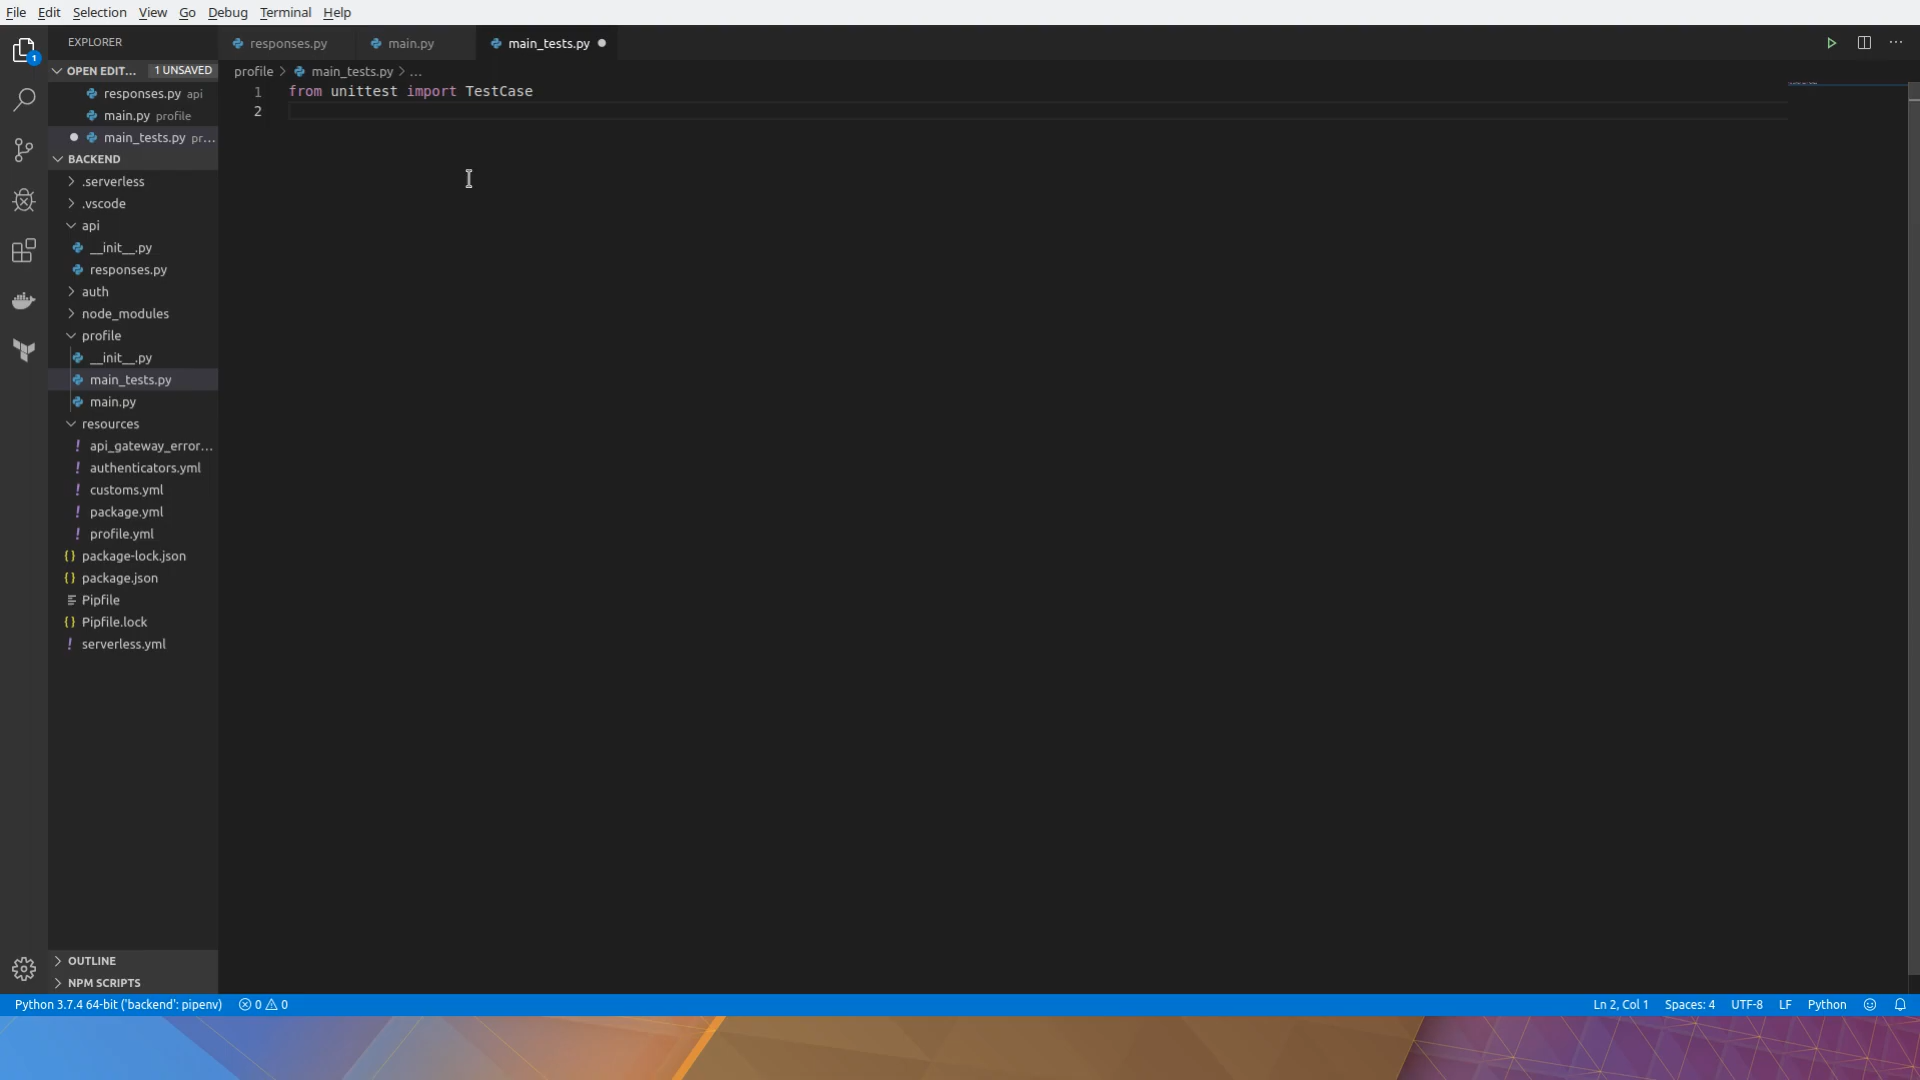 File Edit Selection View Go Debug Terminal Help
EXPLORER
responses.py main.py main_tests.py
1
OPEN EDIT... 1 UNSAVED
profile > main_tests.py > ...
responses.py api
main.py profile
main_tests.py pr...
BACKEND
.serverless
.vscode
api
__init__.py
responses.py
auth
node_modules
profile
__init__.py
main_tests.py
main.py
resources
api_gateway_error...
authenticators.yml
customs.yml
package.yml
profile.yml
package-lock.json
package.json
Pipfile
Pipfile.lock
serverless.yml
OUTLINE
NPM SCRIPTS
1 from unittest import TestCase
2
Python 3.7.4 64-bit ('backend': pipenv) 0 0 Ln 2, Col 1 Spaces: 4 UTF-8 LF Python